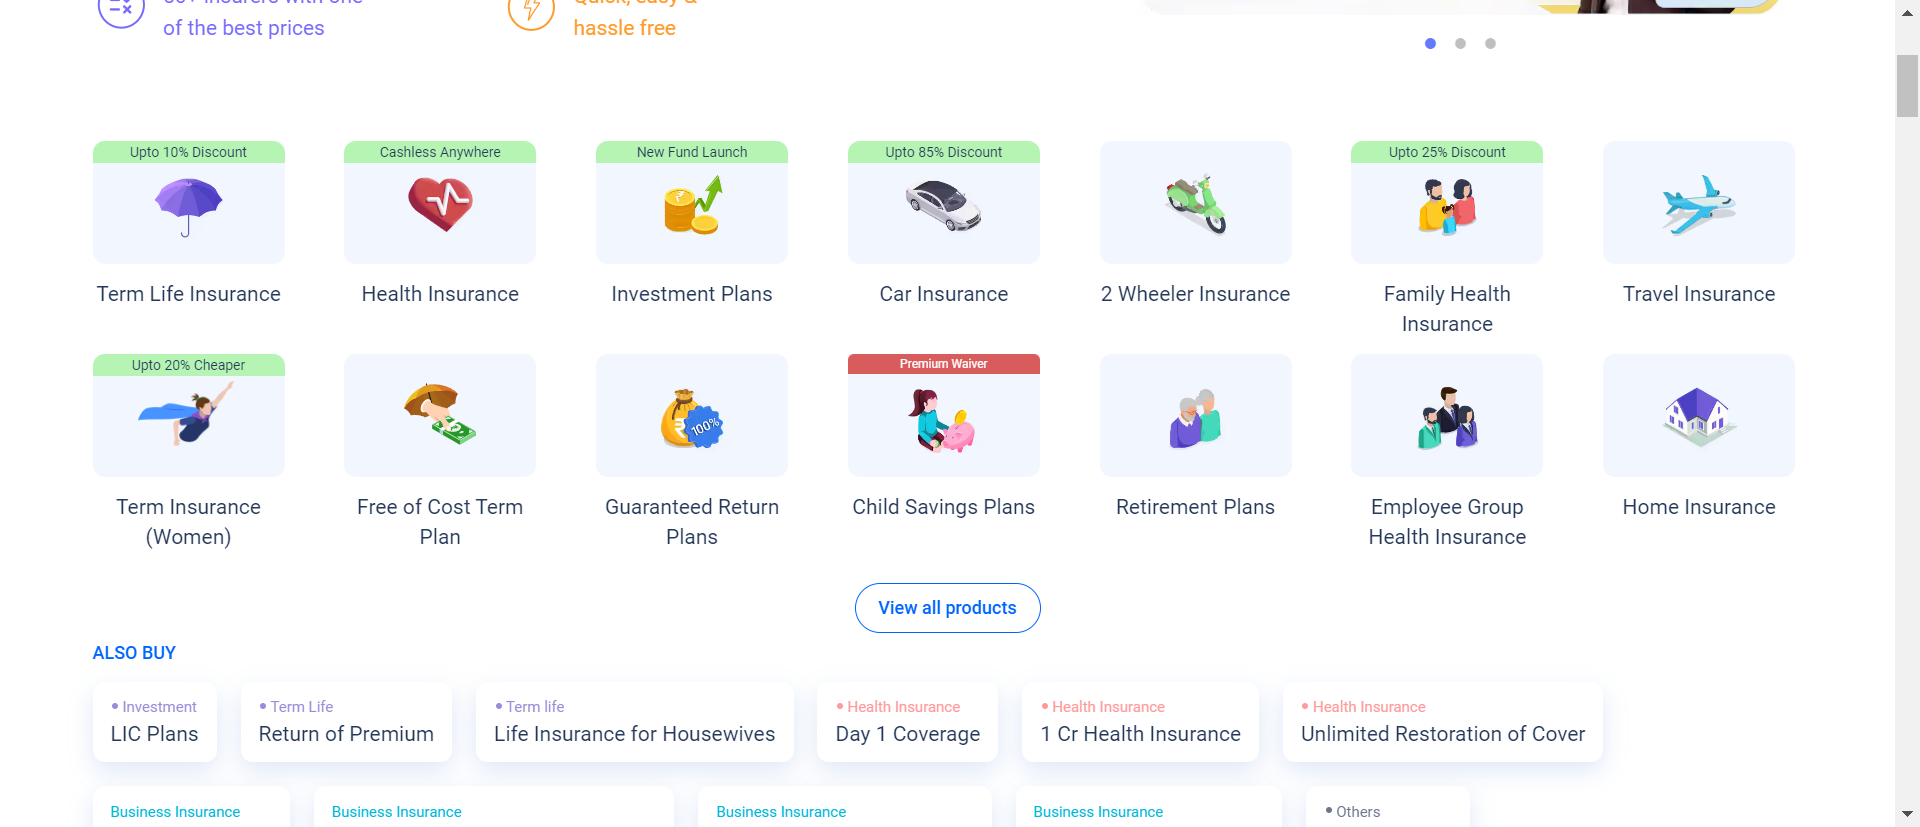 of the best prices
hassle free
Upto 10% Discount
Cashless Anywhere
New Fund Launch
Upto 85% Discount
Upto 25% Discount
Term Life Insurance
Health Insurance
Investment Plans
Car Insurance
2 Wheeler Insurance
Family Health
Insurance
Travel Insurance
Upto 20% Cheaper
Premium Waiver
100%
Term Insurance
(Women)
Free of Cost Term
Plan
Guaranteed Return
Plans
Child Savings Plans
Retirement Plans
Employee Group
Health Insurance
Home Insurance
View all products
ALSO BUY
Investment
LIC Plans
Term Life
Return of Premium
Term life
Life Insurance for Housewives
Health Insurance
Day 1 Coverage
Health Insurance
1 Cr Health Insurance
Health Insurance
Unlimited Restoration of Cover
Business Insurance
Business Insurance
Business Insurance
Business Insurance
Others